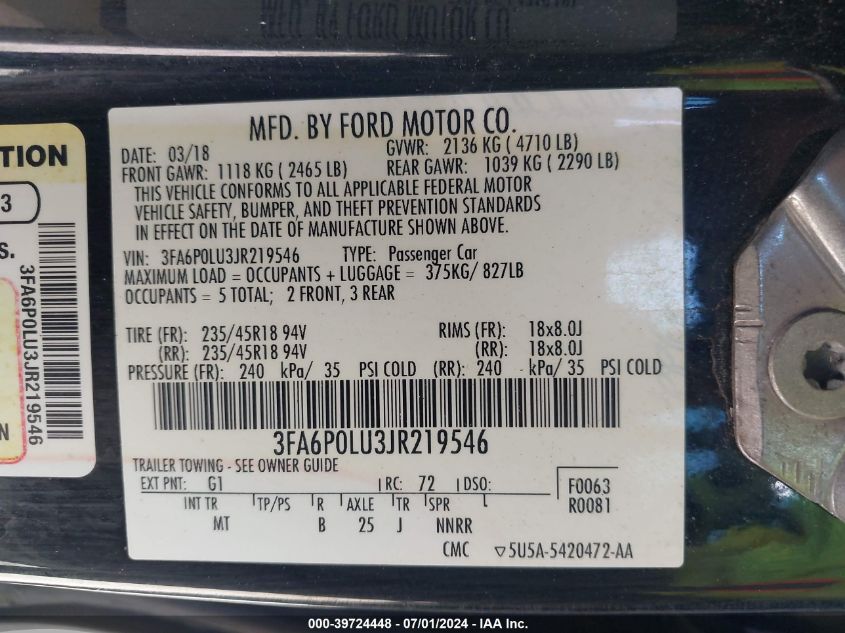 MFD. BY FORD MOTOR CO.
DATE: 03/18 GVWR: 2136 KG ( 4710 LB)
FRONT GAWR: 1118 KG ( 2465 LB) REAR GAWR: 1039 KG ( 2290 LB)
THIS VEHICLE CONFORMS TO ALL APPLICABLE FEDERAL MOTOR
VEHICLE SAFETY, BUMPER, AND THEFT PREVENTION STANDARDS
IN EFFECT ON THE DATE OF MANUFACTURE SHOWN ABOVE.
VIN: 3FA6P0LU3JR219546 TYPE: Passenger Car
MAXIMUM LOAD = OCCUPANTS + LUGGAGE = 375KG/ 827LB
OCCUPANTS = 5 TOTAL; 2 FRONT, 3 REAR
TIRE (FR): 235/45R18 94V RIMS (FR): 18x8.0J
(RR): 235/45R18 94V (RR): 18x8.0J
PRESSURE (FR): 240 kPa/ 35 PSI COLD (RR): 240 kPa/ 35 PSI COLD
3FA6P0LU3JR219546
TRAILER TOWING - SEE OWNER GUIDE
EXT PNT: G1 RC: 72 DSO: F0063
R0081
INT TR TP/PS R AXLE TR SPR
MT B 25 J NNRR
CMC ▽5U5A-5420472-AA
TION
3
S.
3FA6P0LU3JR219546
N
000-39724448 - 07/01/2024 - IAA Inc.